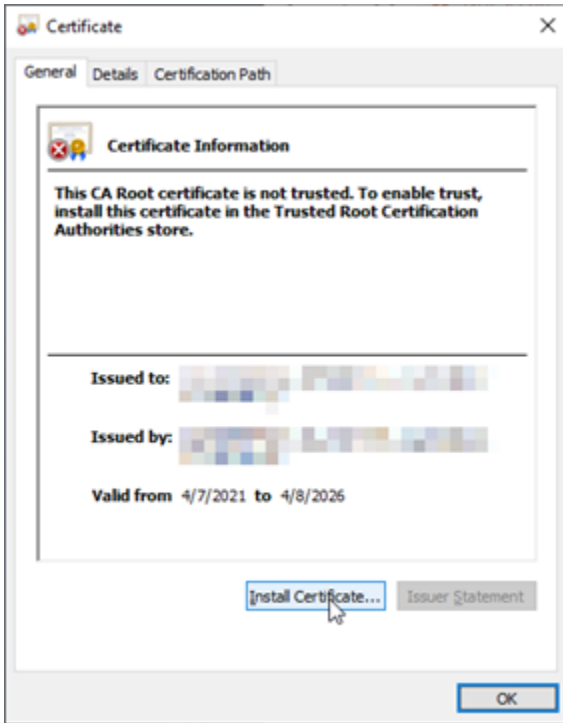 Certificate
General Details Certification Path
Certificate Information
This CA Root certificate is not trusted. To enable trust,
install this certificate in the Trusted Root Certification
Authorities store.
Issued to:
Issued by:
Valid from 4/7/2021 to 4/8/2026
Install Certificate... Issuer Statement
OK